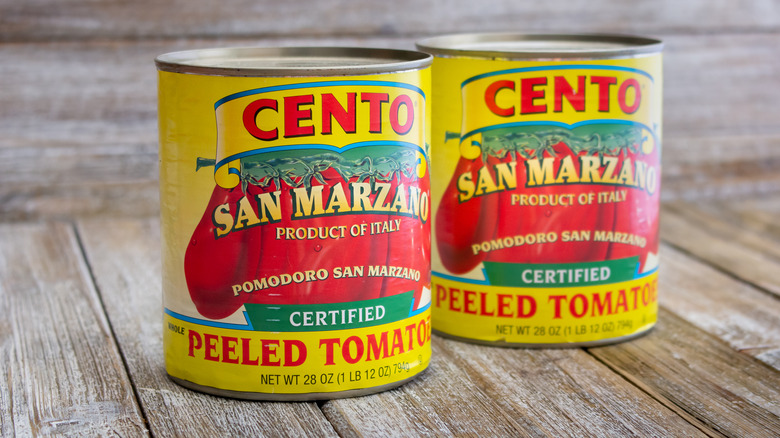 CENTO
SAN MARZANO
PRODUCT OF ITALY
POMODORO SAN MARZANO
CERTIFIED
WHOLE
PEELED TOMATO
NET WT 28 OZ (1 LB 12 OZ) 794g
CENTO
SAN MARZANO
PRODUCT OF ITALY
POMODORO SAN MARZANO
CERTIFIED
PEELED TOMATOE
NET WT 28 OZ (1 LB 12 OZ) 794g